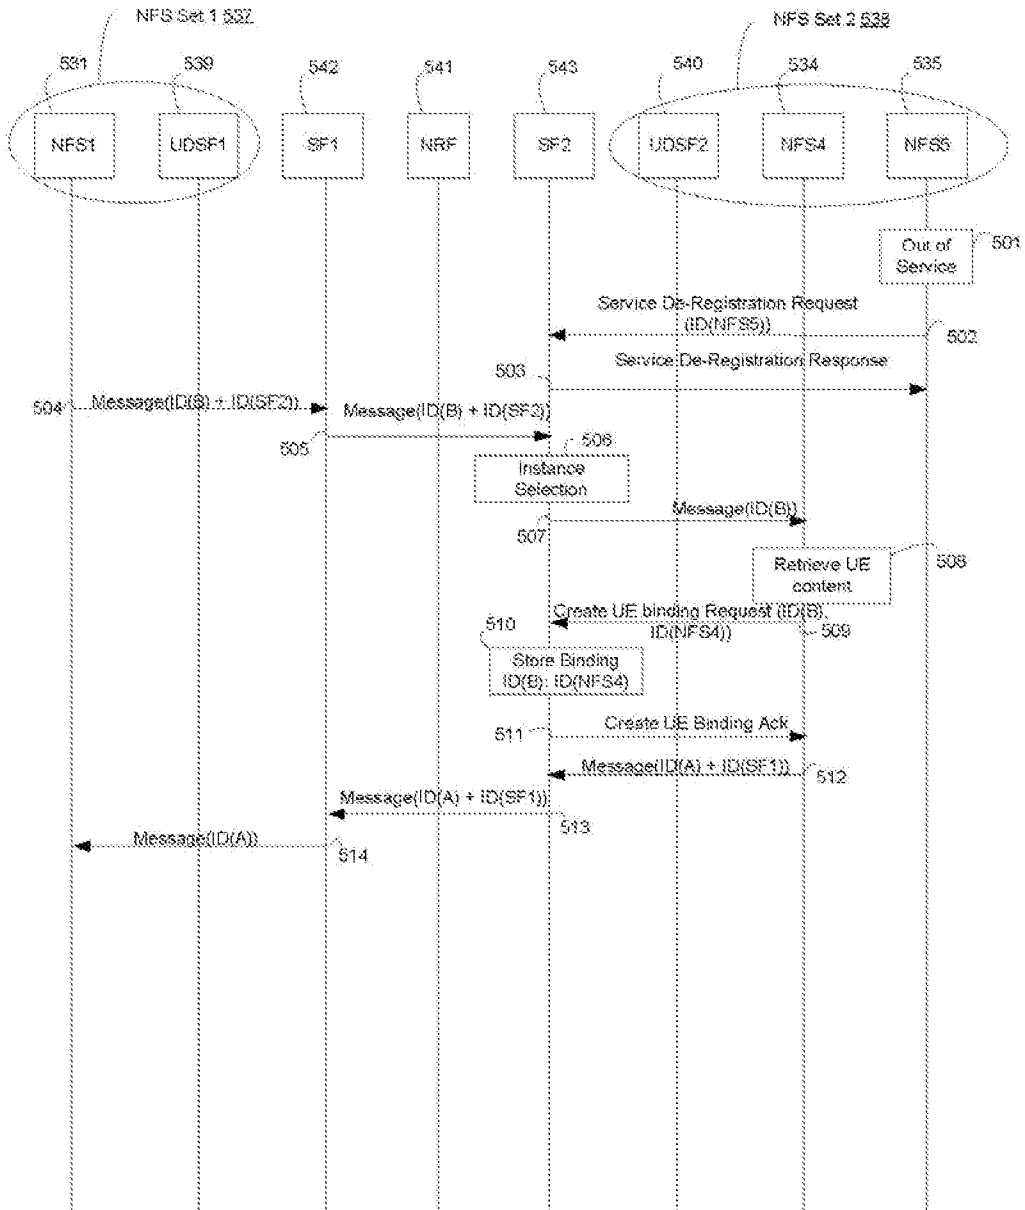 NFS Set 1 537
NFS Set 2 538
531
539
542
541
543
540
534
535
NFS1
UDSF1
SF1
NRF
SF2
UDSF2
NFS4
NFS5
501
Out of
Service
Service De-Registration Request
(ID(NFS5))
502
Service De-Registration Response
503
504
Message(ID(B) + ID(SF2))
Message(ID(B) + ID(SF2))
505
506
Instance
Selection
Message(ID(B))
507
508
Retrieve UE
content
Create UE binding Request (ID(B),
ID(NFS4))
509
510
Store Binding
ID(B): ID(NFS4)
511
Create UE Binding Ack
Message(ID(A) + ID(SF1))
512
Message(ID(A) + ID(SF1))
513
Message(ID(A))
514